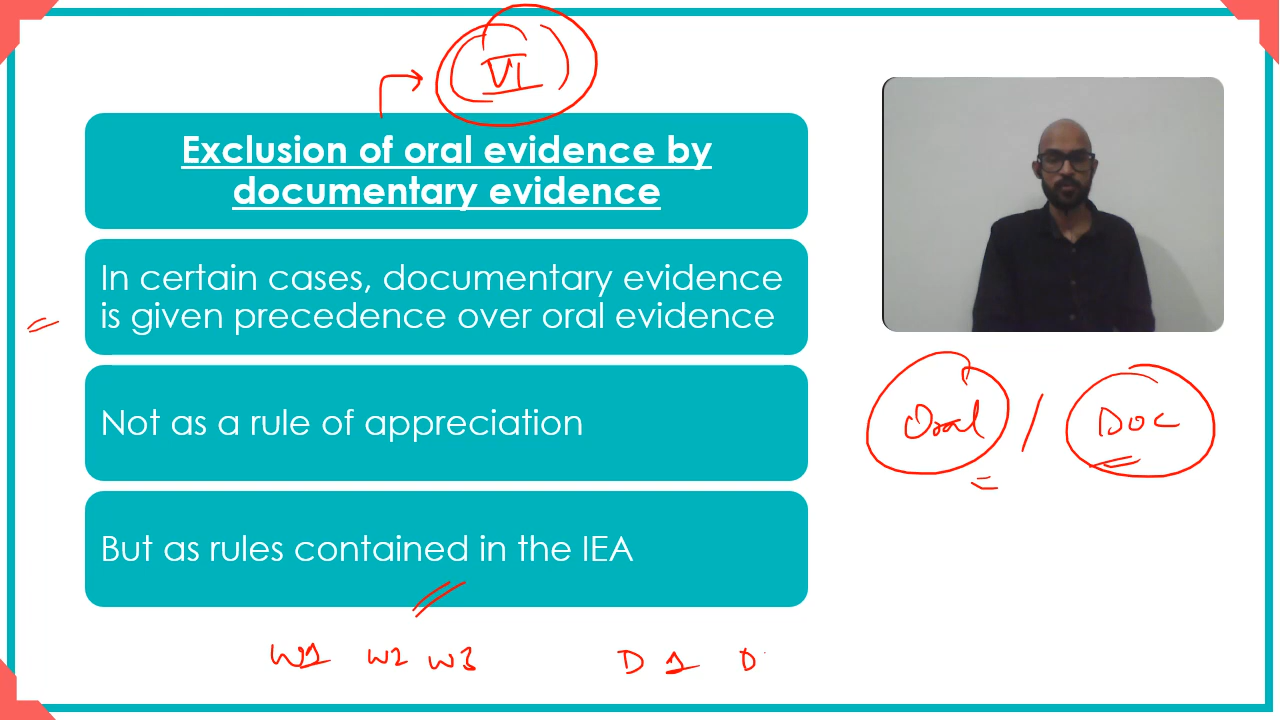 VI
Exclusion of oral evidence by
documentary evidence
In certain cases, documentary evidence
is given precedence over oral evidence
Not as a rule of appreciation
But as rules contained in the IEA
Oral / Doc
W1 W2 W3 D 1 D